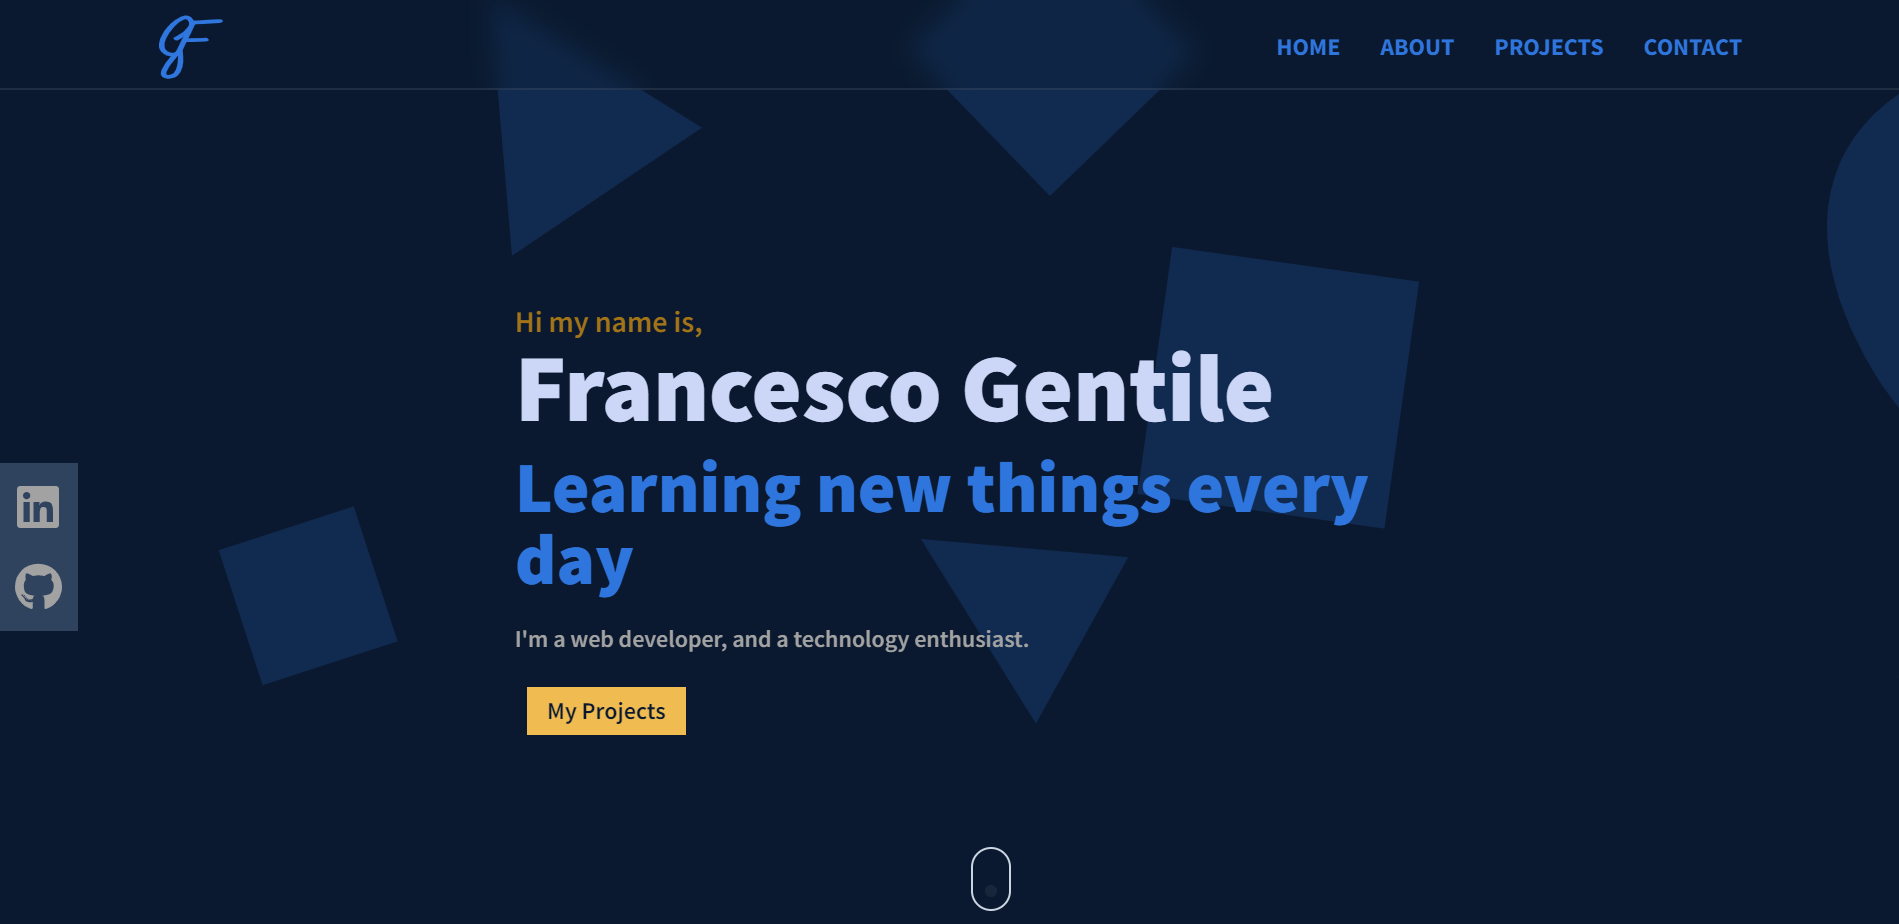 GF
HOME ABOUT PROJECTS CONTACT
Hi my name is,
Francesco Gentile
Learning new things every
day
in
I'm a web developer, and a technology enthusiast.
My Projects